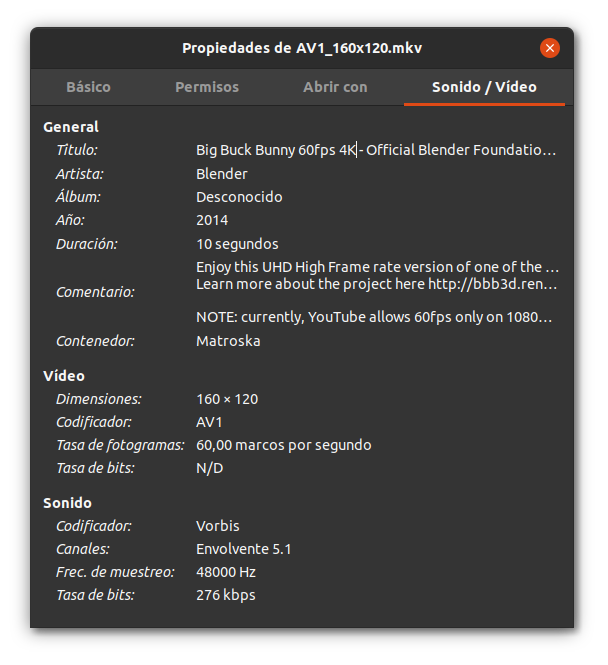 Propiedades de AV1_160x120.mkv
Básico Permisos Abrir con Sonido / Vídeo
General
Título: Big Buck Bunny 60fps 4K - Official Blender Foundatio…
Artista: Blender
Álbum: Desconocido
Año: 2014
Duración: 10 segundos
Comentario: Enjoy this UHD High Frame rate version of one of the …
Learn more about the project here http://bbb3d.ren…
NOTE: currently, YouTube allows 60fps only on 1080…
Contenedor: Matroska
Vídeo
Dimensiones: 160 × 120
Codificador: AV1
Tasa de fotogramas: 60,00 marcos por segundo
Tasa de bits: N/D
Sonido
Codificador: Vorbis
Canales: Envolvente 5.1
Frec. de muestreo: 48000 Hz
Tasa de bits: 276 kbps